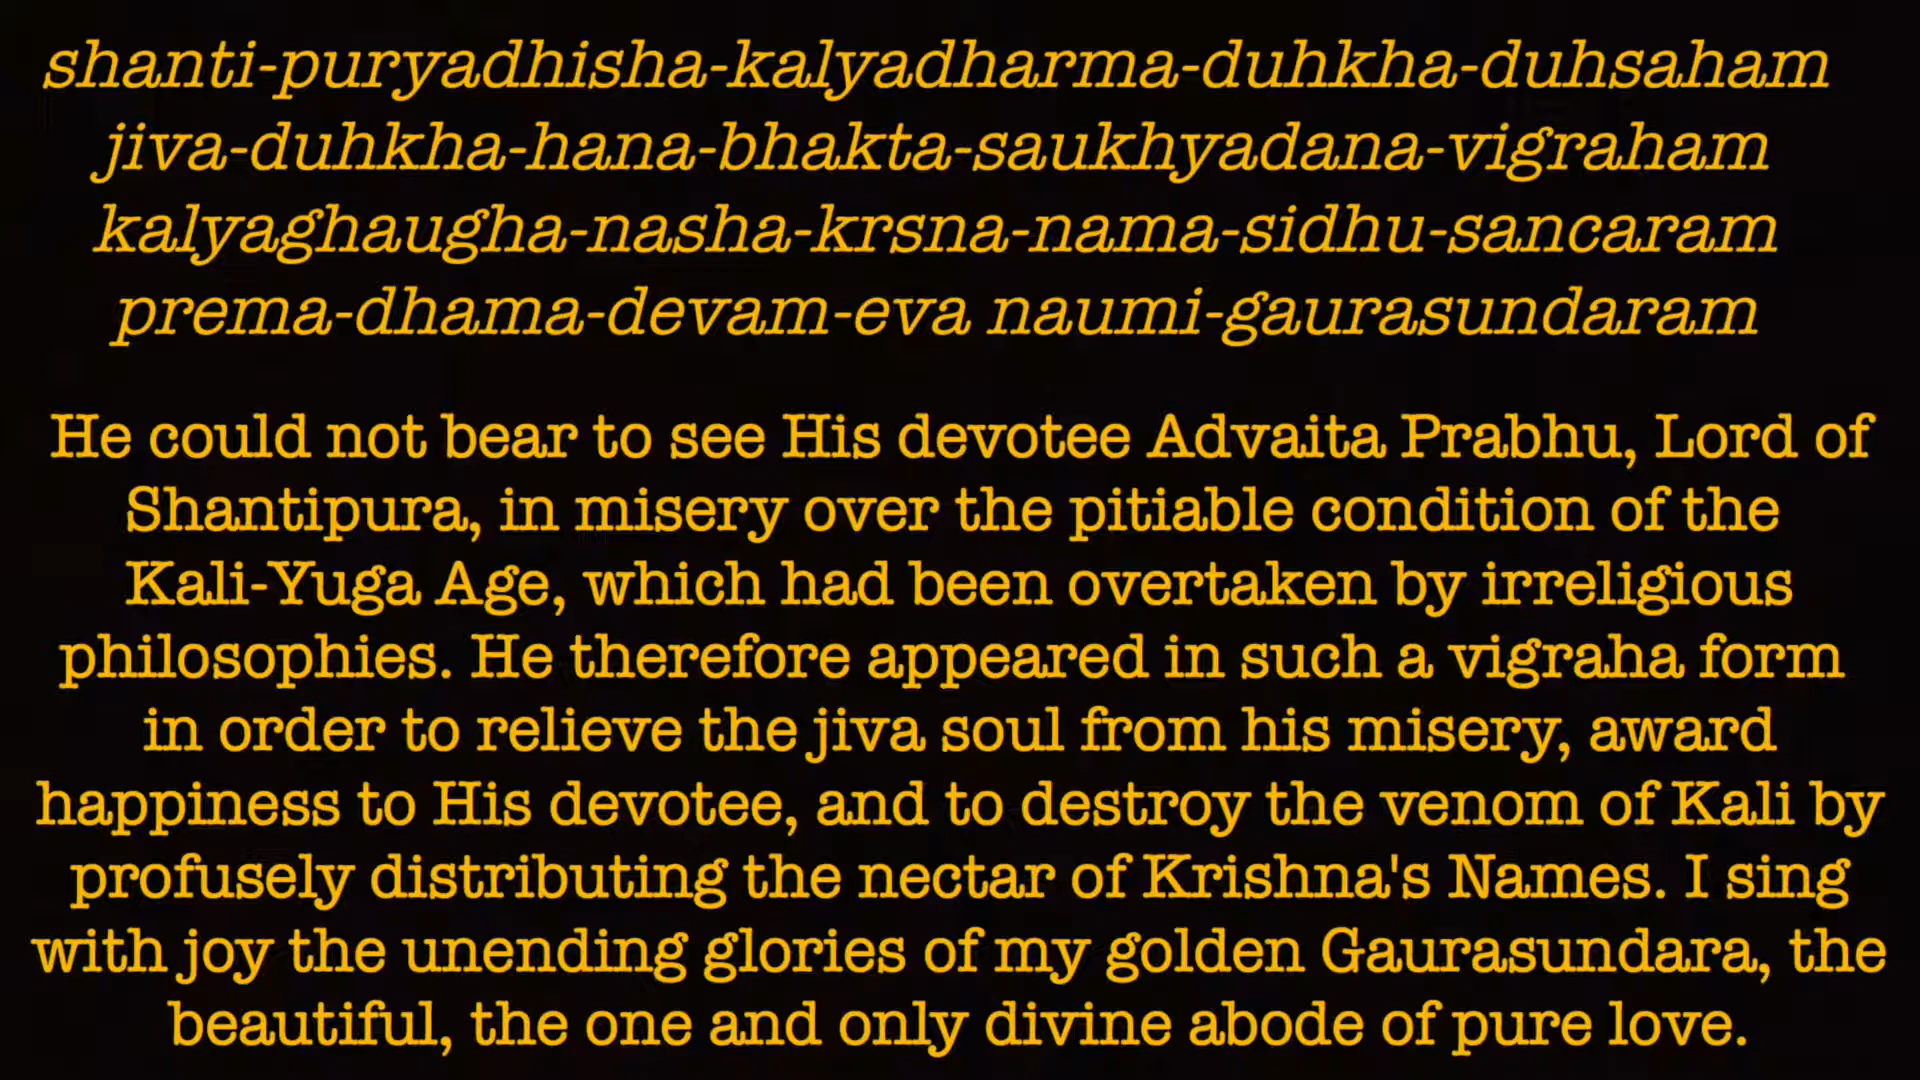 shanti-puryadhisha-kalyadharma-duhkha-duhsaham
jiva-duhkha-hana-bhakta-saukhyadana-vigraham
kalyaghaugha-nasha-krsna-nama-sidhu-sancaram
prema-dhama-devam-eva naumi-gaurasundaram
He could not bear to see His devotee Advaita Prabhu, Lord of
Shantipura, in misery over the pitiable condition of the
Kali-Yuga Age, which had been overtaken by irreligious
philosophies. He therefore appeared in such a vigraha form
in order to relieve the jiva soul from his misery, award
happiness to His devotee, and to destroy the venom of Kali by
profusely distributing the nectar of Krishna's Names. I sing
with joy the unending glories of my golden Gaurasundara, the
beautiful, the one and only divine abode of pure love.